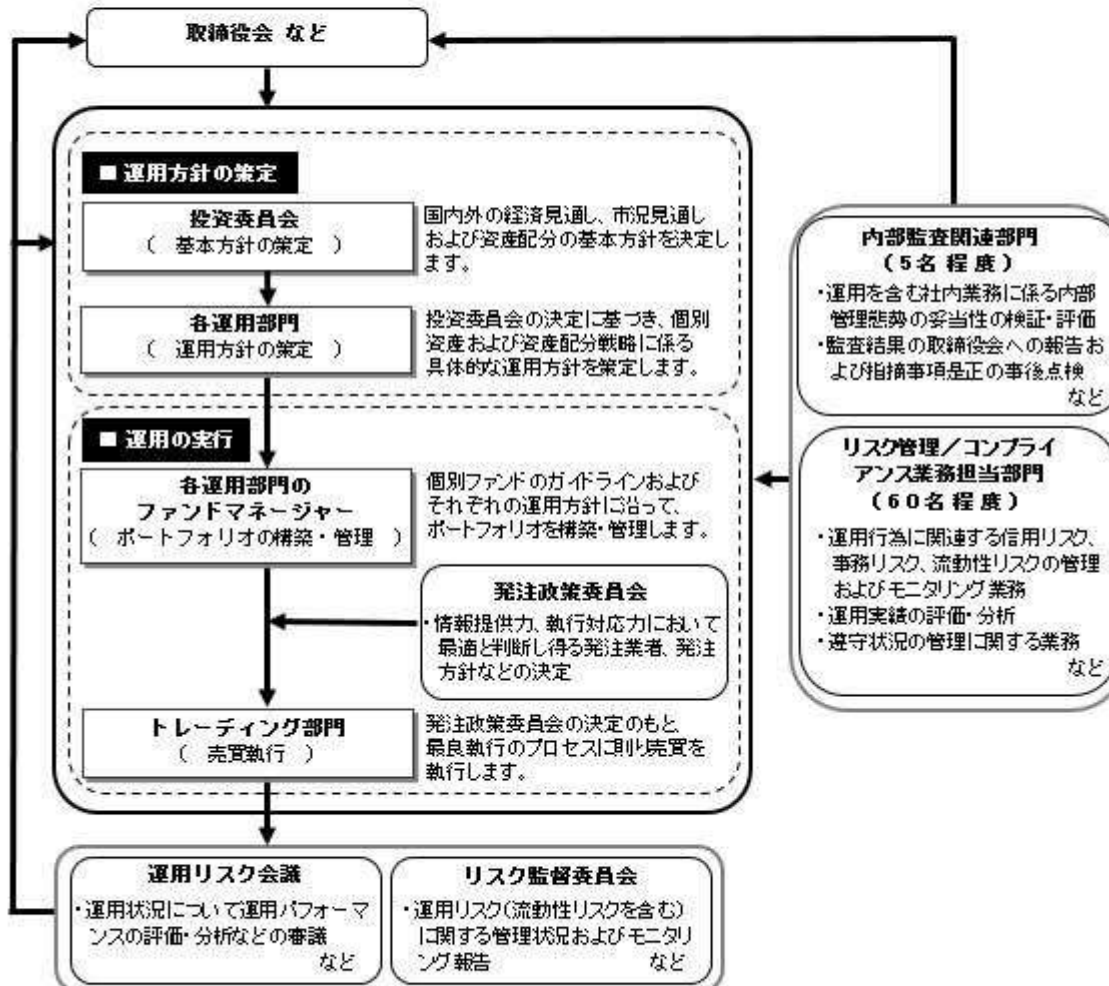 取締役会 など
■ 運用方針の策定
投資委員会
( 基本方針の策定 )
国内外の経済見通し、市況見通し
および資産配分の基本方針を決定し
ます。
各運用部門
( 運用方針の策定 )
投資委員会の決定に基づき、個別
資産および資産配分戦略に係る
具体的な運用方針を策定します。
■ 運用の実行
各運用部門の
ファンドマネージャー
( ポートフォリオの構築・管理 )
個別ファンドのガイドラインおよび
それぞれの運用方針に沿って、
ポートフォリオを構築・管理します。
発注政策委員会
・情報提供力、執行対応力において
最適と判断し得る発注業者、発注
方針などの決定
トレーディング部門
( 売買執行 )
発注政策委員会の決定のもと、
最良執行のプロセスに則り売買を
執行します。
内部監査関連部門
(5名程度)
・運用を含む社内業務に係る内部
管理態勢の妥当性の検証・評価
・監査結果の取締役会への報告お
よび指摘事項是正の事後点検
など
リスク管理/コンプライ
アンス業務担当部門
(60名程度)
・運用行為に関連する信用リスク、
事務リスク、流動性リスクの管理
およびモニタリング業務
・運用実績の評価・分析
・遵守状況の管理に関する業務
など
運用リスク会議
・運用状況について運用パフォーマ
ンスの評価・分析などの審議
など
リスク監督委員会
・運用リスク(流動性リスクを含む)
に関する管理状況およびモニタリ
ング報告 など